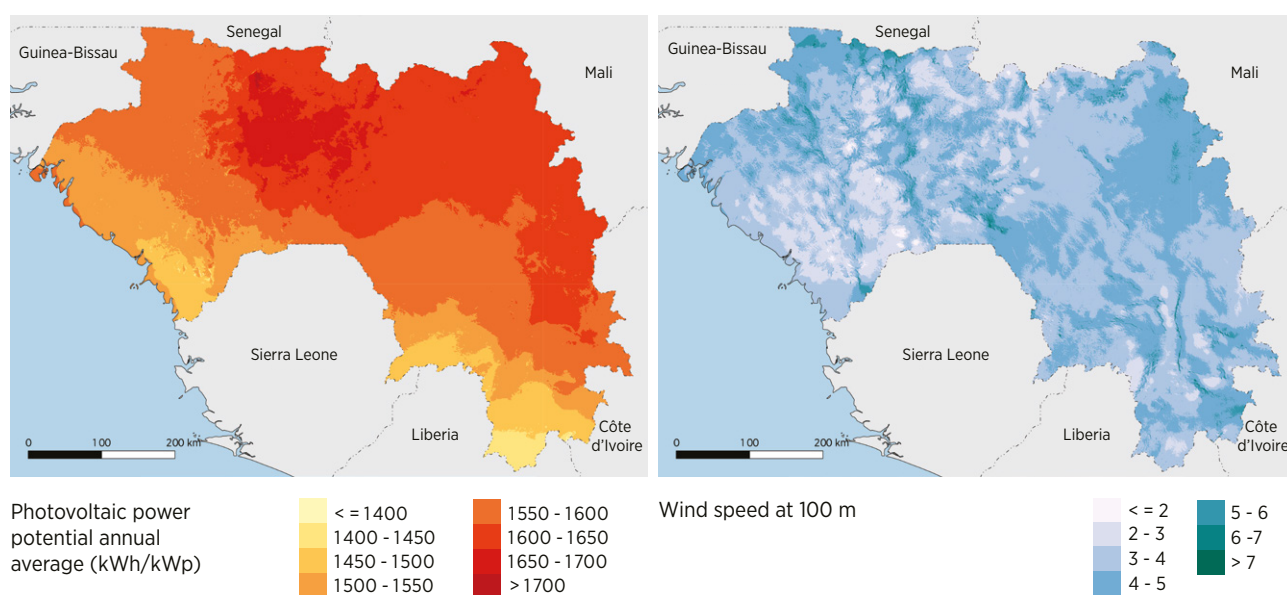 Senegal
Guinea-Bissau
Mali
Sierra Leone
Liberia
Côte
d'Ivoire
0 100 200 km
Photovoltaic power
potential annual
average (kWh/kWp)
< = 1400
1400 - 1450
1450 - 1500
1500 - 1550
1550 - 1600
1600 - 1650
1650 - 1700
> 1700
Senegal
Guinea-Bissau
Mali
Sierra Leone
Liberia
Côte
d'Ivoire
0 100 200 km
Wind speed at 100 m
< = 2
2 - 3
3 - 4
4 - 5
5 - 6
6 -7
> 7